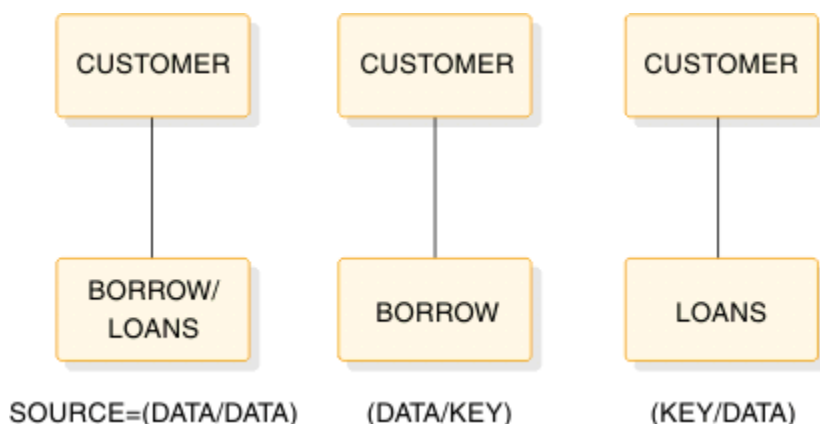 CUSTOMER
CUSTOMER
CUSTOMER
BORROW/
LOANS
BORROW
LOANS
SOURCE=(DATA/DATA)
(DATA/KEY)
(KEY/DATA)